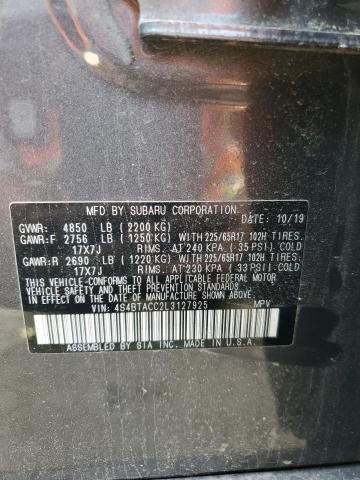 MFD. BY SUBARU CORPORATION DATE: 10/19
GVWR: 4850 LB (2200 KG)
GAWR:F 2756 LB (1250 KG) WITH 225/65R17 102H TIRES.
17X7J RIMS. AT 240 KPA (35 PSI) COLD
GAWR:R 2690 LB (1220 KG) WITH 225/65R17 102H TIRES.
17X7J RIMS. AT 230 KPA (33 PSI) COLD
THIS VEHICLE CONFORMS TO ALL APPLICABLE FEDERAL MOTOR
VEHICLE SAFETY AND BUMPER STANDARDS
AND THEFT PREVENTION STANDARDS IN EFFECT ON THE
DATE OF MANUFACTURE SHOWN ABOVE.
VIN: 4S4BTACC2L3127925 MPV
ASSEMBLED BY SIA, INC. MADE IN U.S.A.